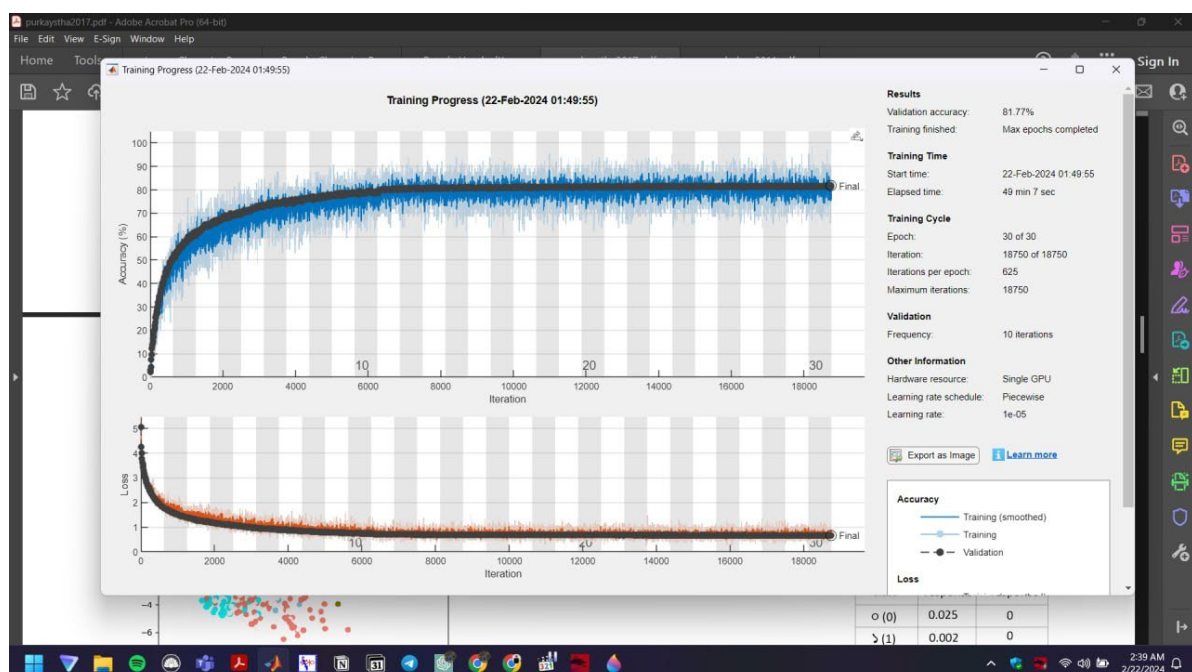 purkaystha2017.pdf - Adobe Acrobat Pro (64-bit)
File Edit View E-Sign Window Help
Home Tools
Sign In
Training Progress (22-Feb-2024 01:49:55)
Training Progress (22-Feb-2024 01:49:55)
100
90
80
70
60
50
40
30
20
10
0
Accuracy (%)
Final
10
20
30
0 2000 4000 6000 8000 10000 12000 14000 16000 18000
Iteration
5
4
3
2
1
0
Loss
Final
10
20
30
0 2000 4000 6000 8000 10000 12000 14000 16000 18000
Iteration
Results
Validation accuracy: 81.77%
Training finished: Max epochs completed
Training Time
Start time: 22-Feb-2024 01:49:55
Elapsed time: 49 min 7 sec
Training Cycle
Epoch: 30 of 30
Iteration: 18750 of 18750
Iterations per epoch: 625
Maximum iterations: 18750
Validation
Frequency: 10 iterations
Other Information
Hardware resource: Single GPU
Learning rate schedule: Piecewise
Learning rate: 1e-05
Export as Image
Learn more
Accuracy
Training (smoothed)
Training
Validation
Loss
-4
-6
(0) 0.025 0
(1) 0.002 0
31
321
2:39 AM
2/22/2024